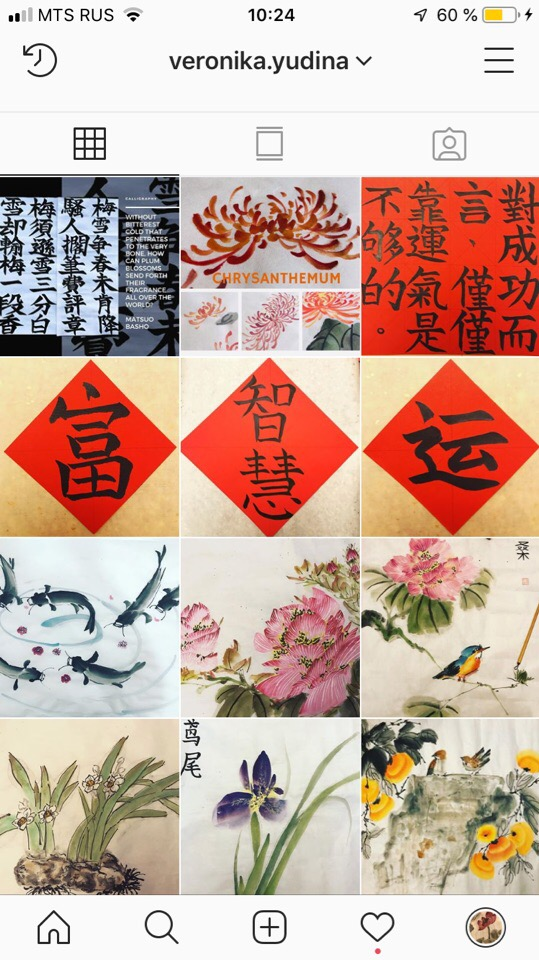 MTS RUS 10:24 60 %
veronika.yudina
梅雪争春未肯降
騷人擱筆費評章
梅須遜雪三分白
雪却輸梅一段香
CALLIGRAPHY
WITHOUT
BITTEREST
COLD THAT
PENETRATES
TO THE VERY
BONE, HOW
CAN PLUM
BLOSSOMS
SEND FORTH
THEIR
FRAGRANCE
ALL OVER THE
WORLD?
MATSUO
BASHO
CHRYSANTHEMUM
對成功而
言，僅僅
靠運氣是
不够的。
富
智慧
运
鸢尾